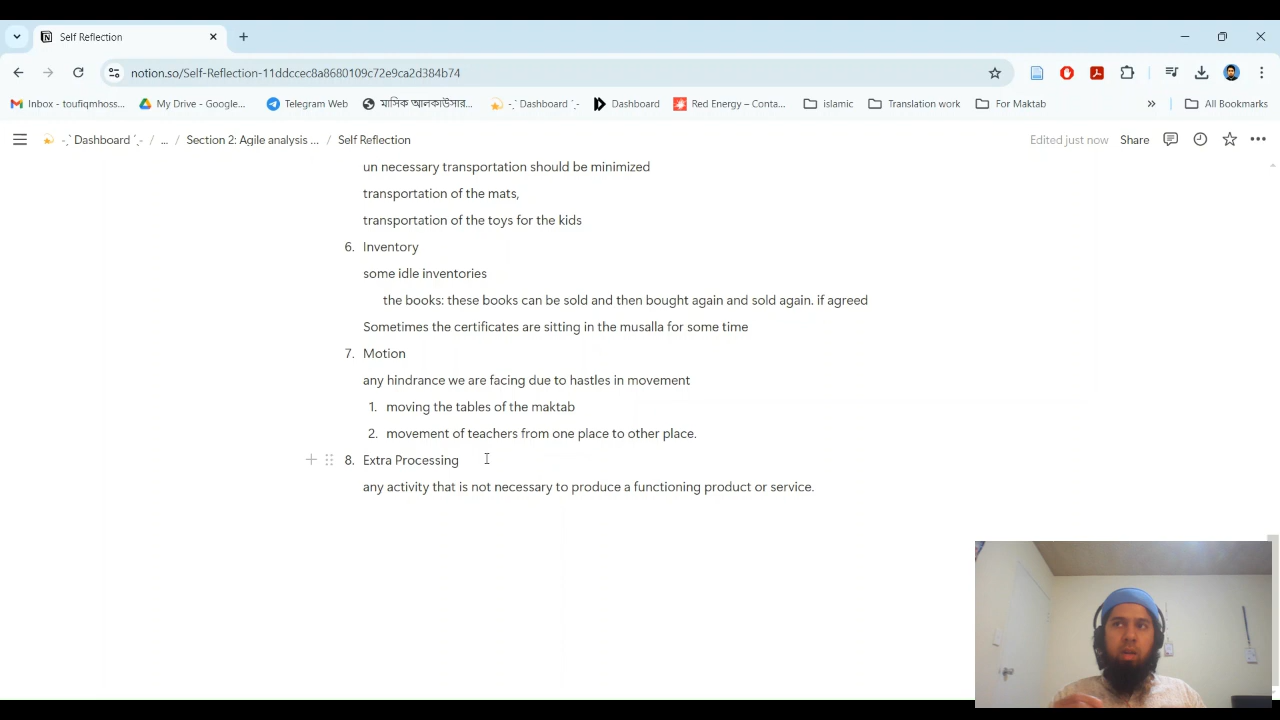 Self Reflection
notion.so/Self-Reflection-11ddccec8a8680109c72e9ca2d384b74
Inbox - toufiqmhoss...
My Drive - Google...
Telegram Web
মাসিক আলকাউসার...
-ˏˋ Dashboard ˊˎ-
Dashboard
Red Energy – Conta...
islamic
Translation work
For Maktab
»
All Bookmarks
-ˏˋ Dashboard ˊˎ- / ... / Section 2: Agile analysis ... / Self Reflection
Edited just now Share
un necessary transportation should be minimized
transportation of the mats,
transportation of the toys for the kids
6. Inventory
some idle inventories
the books: these books can be sold and then bought again and sold again. if agreed
Sometimes the certificates are sitting in the musalla for some time
7. Motion
any hindrance we are facing due to hastles in movement
1. moving the tables of the maktab
2. movement of teachers from one place to other place.
8. Extra Processing
any activity that is not necessary to produce a functioning product or service.